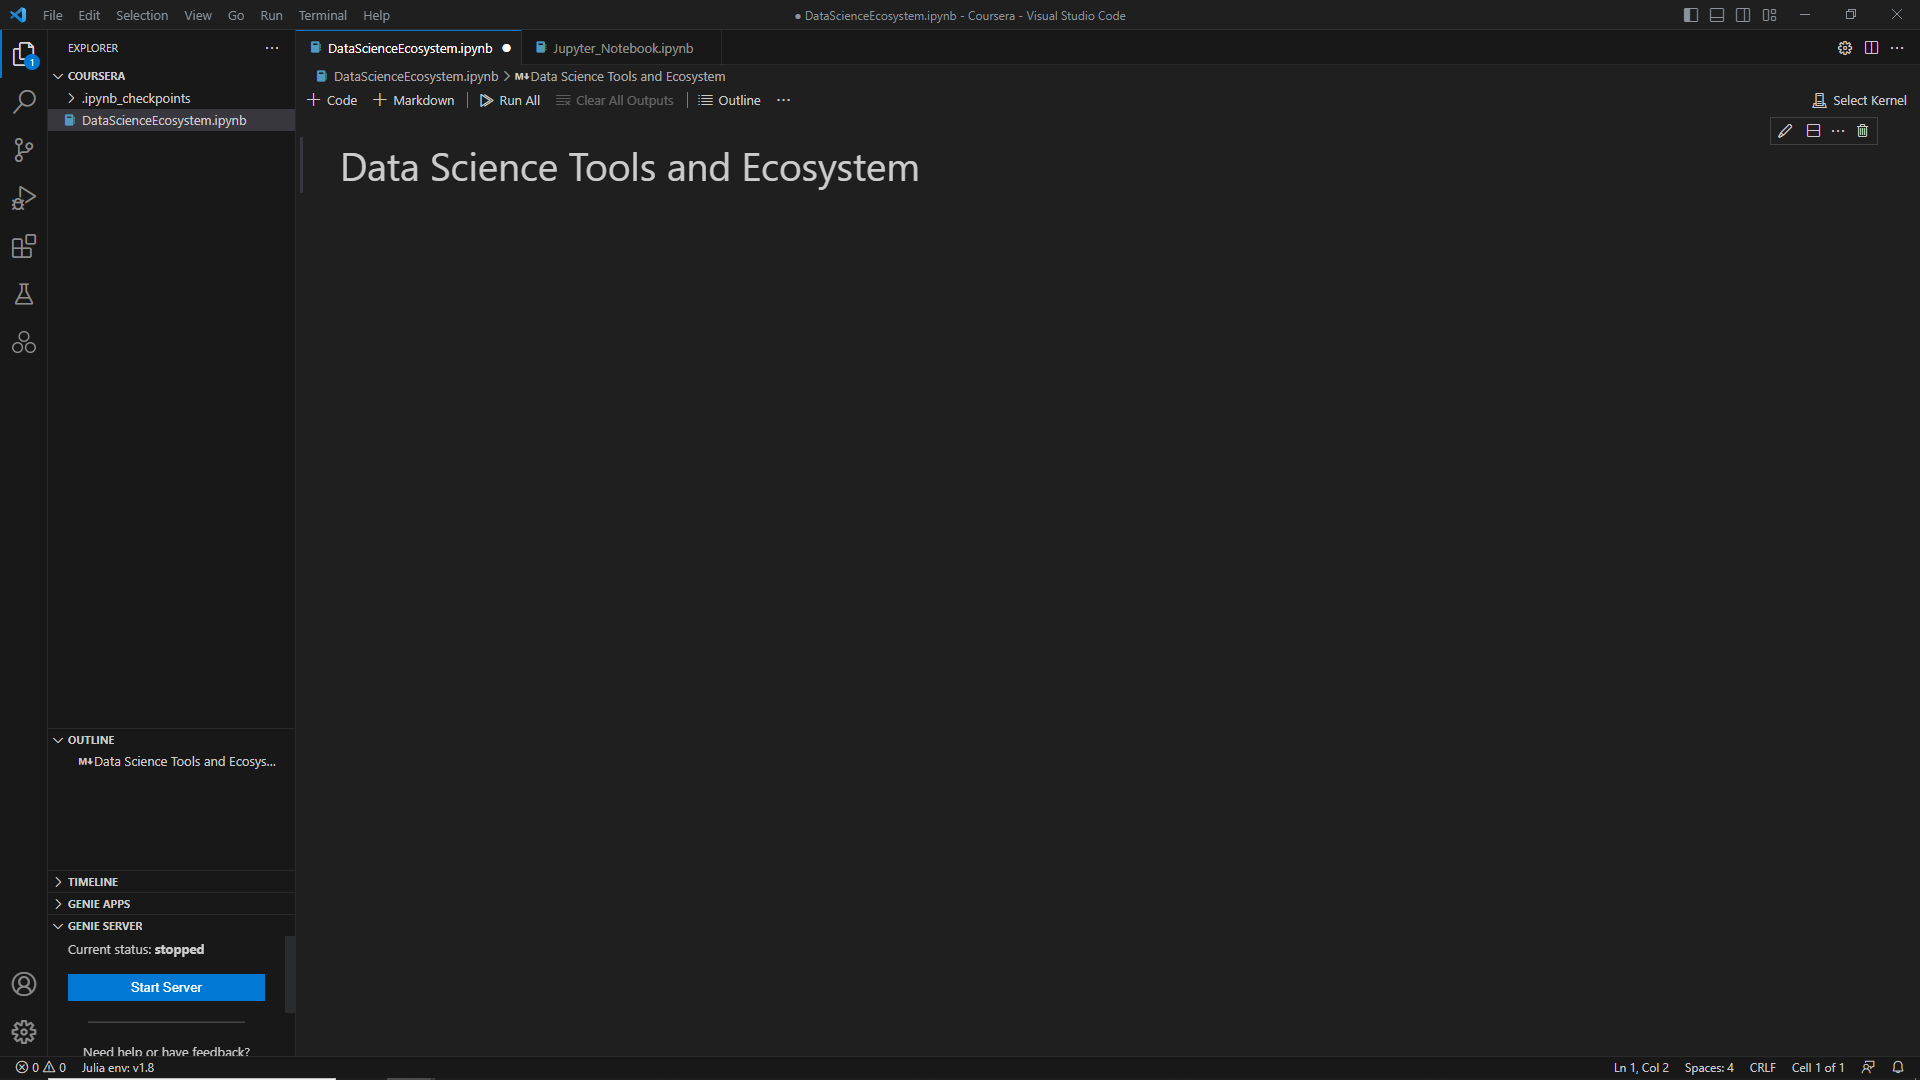 File Edit Selection View Go Run Terminal Help
● DataScienceEcosystem.ipynb - Coursera - Visual Studio Code
EXPLORER
1
COURSERA
.ipynb_checkpoints
DataScienceEcosystem.ipynb
DataScienceEcosystem.ipynb Jupyter_Notebook.ipynb
DataScienceEcosystem.ipynb > M↓Data Science Tools and Ecosystem
Code Markdown Run All Clear All Outputs Outline ···
Select Kernel
Data Science Tools and Ecosystem
OUTLINE
M↓Data Science Tools and Ecosys...
TIMELINE
GENIE APPS
GENIE SERVER
Current status: stopped
Start Server
Need help or have feedback?
0 0 Julia env: v1.8
Ln 1, Col 2 Spaces: 4 CRLF Cell 1 of 1